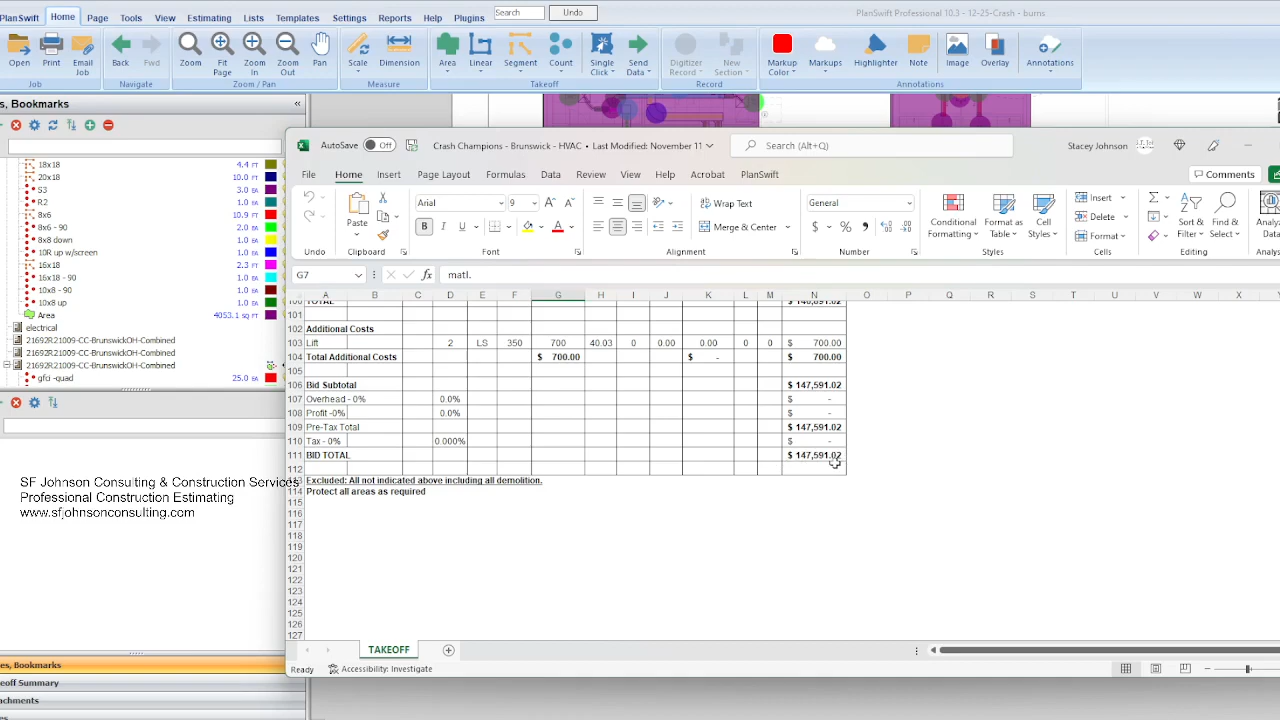 PlanSwift Home Page Tools View Estimating Lists Templates Settings Reports Help Plugins Search Undo PlanSwift Professional 10.3 - 12-25-Crash - burns
Open Print Email Job Back Fwd Zoom Fit Page Zoom In Zoom Out Pan Scale Dimension Area Linear Segment Count Single Click Send Data Digitizer Record New Section Markup Color Markups Highlighter Note Image Overlay Annotations
Job Navigate Zoom / Pan Measure Takeoff Record Annotations
s, Bookmarks
18x18 4.4 FT
20x18 10.0 FT
S3 3.0 EA
R2 2.0 EA
8x6 10.9 FT
8x6 - 90 2.0 EA
8x8 down 1.0 EA
10R up w/screen 1.0 EA
16x18 2.3 FT
16x18 - 90 1.0 EA
10x8 - 90 1.0 EA
10x8 up 1.0 EA
Area 4053.1 sq FT
electrical
21692R21009-CC-BrunswickOH-Combined
21692R21009-CC-BrunswickOH-Combined
21692R21009-CC-BrunswickOH-Combined
gfci -quad 25.0 EA
SF Johnson Consulting & Construction Services
Professional Construction Estimating
www.sfjohnsonconsulting.com
s, Bookmarks
eoff Summary
achments
AutoSave Off Crash Champions - Brunswick - HVAC • Last Modified: November 11 Search (Alt+Q) Stacey Johnson
File Home Insert Page Layout Formulas Data Review View Help Acrobat PlanSwift Comments
Paste Arial 9 Wrap Text General Conditional Formatting Format as Table Cell Styles Insert Sort & Filter Find & Select
B I U Merge & Center $ % Delete Format
Undo Clipboard Font Alignment Number Styles Cells Editing
G7 fx matl.
A B C D E F G H I J K L M N O P Q R S T U V W X Y
100 TOTAL
101
102 Additional Costs
103 Lift 2 LS 350 700 40.03 0 0.00 0.00 0 0 $ 700.00
104 Total Additional Costs $ 700.00 $ - $ 700.00
105
106 Bid Subtotal $ 147,591.02
107 Overhead - 0% 0.0% $ -
108 Profit -0% 0.0% $ -
109 Pre-Tax Total $ 147,591.02
110 Tax - 0% 0.000% $ -
111 BID TOTAL $ 147,591.02
112
113 Excluded: All not indicated above including all demolition.
114 Protect all areas as required
115
116
117
118
119
120
121
122
123
124
125
126
127
TAKEOFF
Ready Accessibility: Investigate